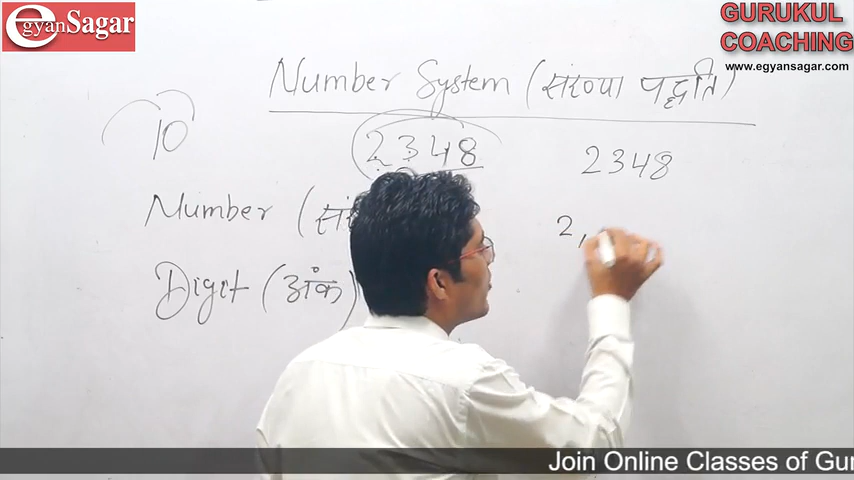 egyanSagar
GURUKUL
COACHING
www.egyansagar.com
Number System (संख्या पद्धति)
10
2348
2348
Number (सं
2,
Digit (अंक)
Join Online Classes of Gur